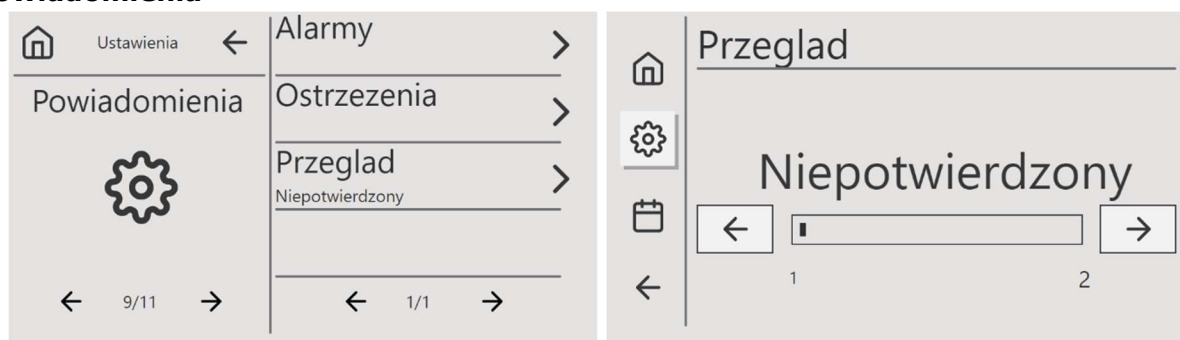 Ustawienia
Powiadomienia
9/11
Alarmy
Ostrzezenia
Przeglad
Niepotwierdzony
1/1
Przeglad
Niepotwierdzony
1 2